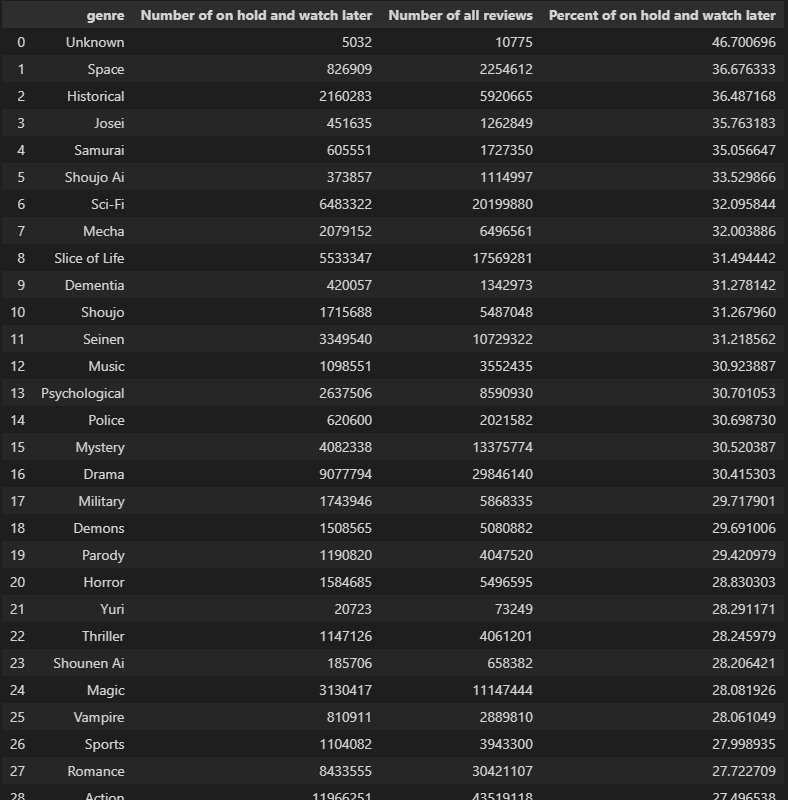 genre Number of on hold and watch later Number of all reviews Percent of on hold and watch later
0 Unknown 5032 10775 46.700696
1 Space 826909 2254612 36.676333
2 Historical 2160283 5920665 36.487168
3 Josei 451635 1262849 35.763183
4 Samurai 605551 1727350 35.056647
5 Shoujo Ai 373857 1114997 33.529866
6 Sci-Fi 6483322 20199880 32.095844
7 Mecha 2079152 6496561 32.003886
8 Slice of Life 5533347 17569281 31.494442
9 Dementia 420057 1342973 31.278142
10 Shoujo 1715688 5487048 31.267960
11 Seinen 3349540 10729322 31.218562
12 Music 1098551 3552435 30.923887
13 Psychological 2637506 8590930 30.701053
14 Police 620600 2021582 30.698730
15 Mystery 4082338 13375774 30.520387
16 Drama 9077794 29846140 30.415303
17 Military 1743946 5868335 29.717901
18 Demons 1508565 5080882 29.691006
19 Parody 1190820 4047520 29.420979
20 Horror 1584685 5496595 28.830303
21 Yuri 20723 73249 28.291171
22 Thriller 1147126 4061201 28.245979
23 Shounen Ai 185706 658382 28.206421
24 Magic 3130417 11147444 28.081926
25 Vampire 810911 2889810 28.061049
26 Sports 1104082 3943300 27.998935
27 Romance 8433555 30421107 27.722709
28 Action 11966251 43519118 27.496538